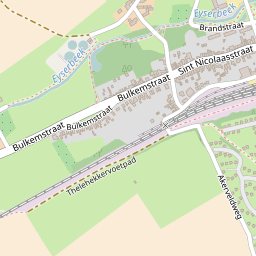 Eyserbeek
Brandstraat
Eyserbeek
Sint Nicolaasstraat
Bulkemstraat
Bulkemstraat
Bulkemstraat
Thelehekkervoetpad
Akerveldweg